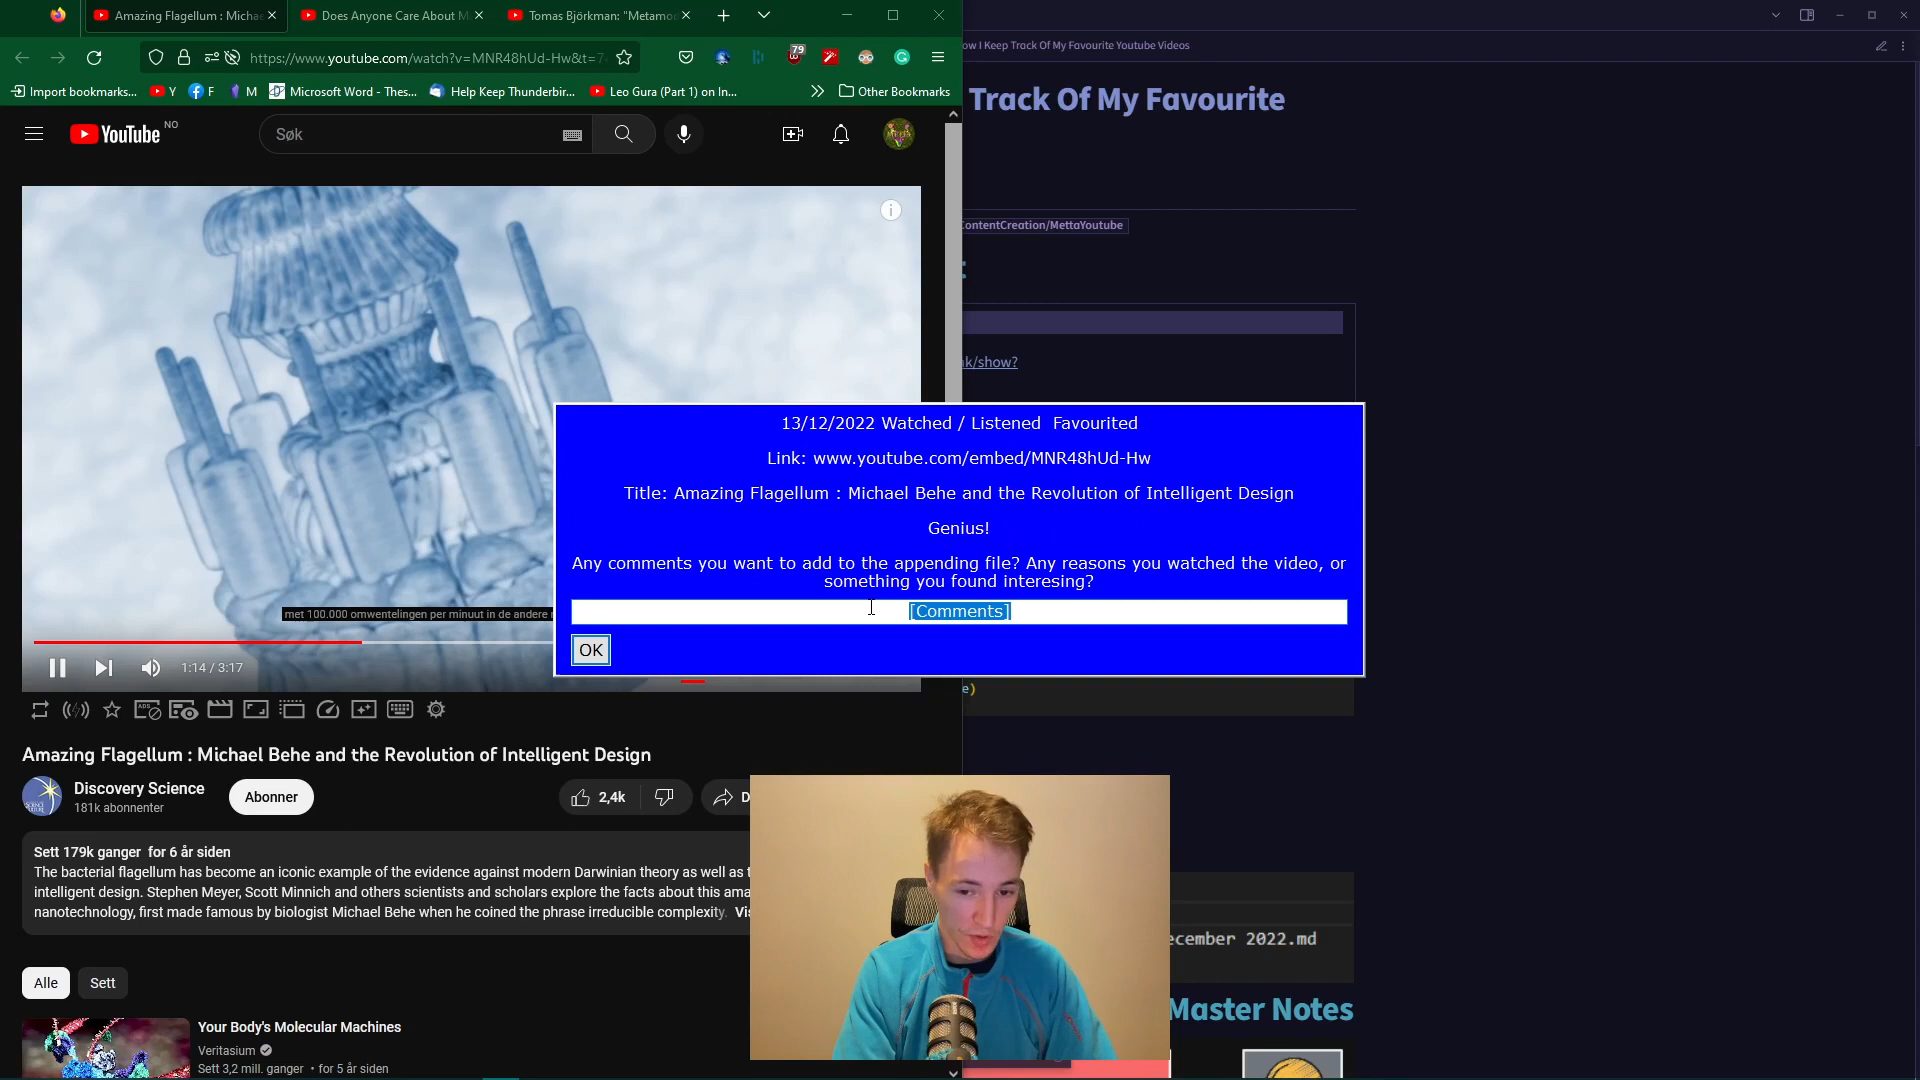 Amazing Flagellum : Michae
Does Anyone Care About M
Tomas Björkman: "Metamod
https://www.youtube.com/watch?v=MNR48hUd-Hw&t=7
79
Import bookmarks...
Y
F
M
Microsoft Word - Thes...
Help Keep Thunderbir...
Leo Gura (Part 1) on In...
Other Bookmarks
YouTube NO
Søk
ow I Keep Track Of My Favourite Youtube Videos
Track Of My Favourite
ContentCreation/MettaYoutube
k/show?
13/12/2022 Watched / Listened Favourited
Link: www.youtube.com/embed/MNR48hUd-Hw
Title: Amazing Flagellum : Michael Behe and the Revolution of Intelligent Design
Genius!
Any comments you want to add to the appending file? Any reasons you watched the video, or
something you found interesing?
[Comments]
OK
met 100.000 omwentelingen per minuut in de andere
1:14 / 3:17
e)
ADS
Amazing Flagellum : Michael Behe and the Revolution of Intelligent Design
Discovery Science
181k abonnenter
Abonner
2,4k
D
Sett 179k ganger for 6 år siden
The bacterial flagellum has become an iconic example of the evidence against modern Darwinian theory as well as t
intelligent design. Stephen Meyer, Scott Minnich and others scientists and scholars explore the facts about this ama
nanotechnology, first made famous by biologist Michael Behe when he coined the phrase irreducible complexity. Vis
ecember 2022.md
Alle
Sett
Master Notes
Your Body's Molecular Machines
Veritasium
Sett 3,2 mill. ganger • for 5 år siden